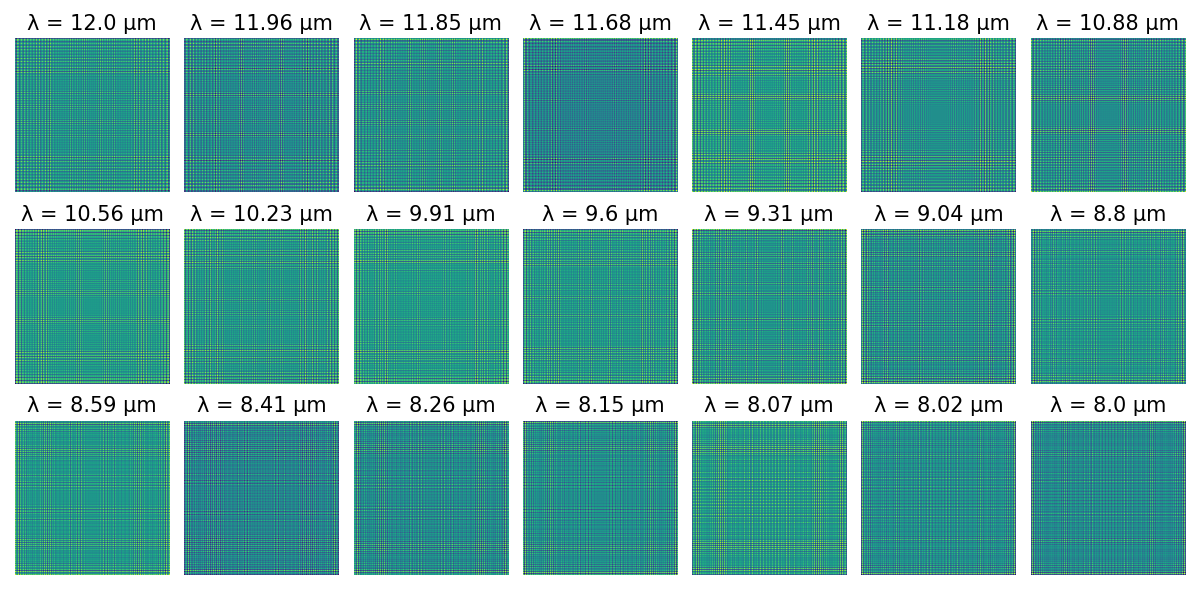 λ = 12.0 µm λ = 11.96 µm λ = 11.85 µm λ = 11.68 µm λ = 11.45 µm λ = 11.18 µm λ = 10.88 µm
λ = 10.56 µm λ = 10.23 µm λ = 9.91 µm λ = 9.6 µm λ = 9.31 µm λ = 9.04 µm λ = 8.8 µm
λ = 8.59 µm λ = 8.41 µm λ = 8.26 µm λ = 8.15 µm λ = 8.07 µm λ = 8.02 µm λ = 8.0 µm